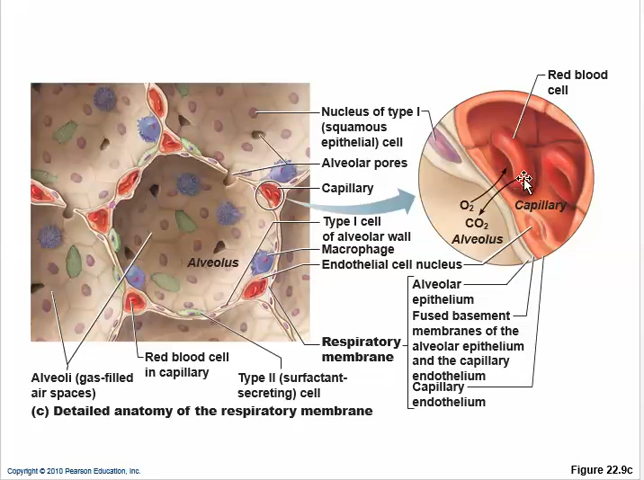 Red blood
cell
Nucleus of type I
(squamous
epithelial) cell
Alveolar pores
Capillary
Type I cell
of alveolar wall
Macrophage
Endothelial cell nucleus
Respiratory
membrane
Alveolar
epithelium
Fused basement
membranes of the
alveolar epithelium
and the capillary
endothelium
Capillary
endothelium
O2
CO2
Alveolus
Capillary
Alveolus
Red blood cell
in capillary
Alveoli (gas-filled
air spaces)
Type II (surfactant-
secreting) cell
(c) Detailed anatomy of the respiratory membrane
Copyright © 2010 Pearson Education, Inc.
Figure 22.9c